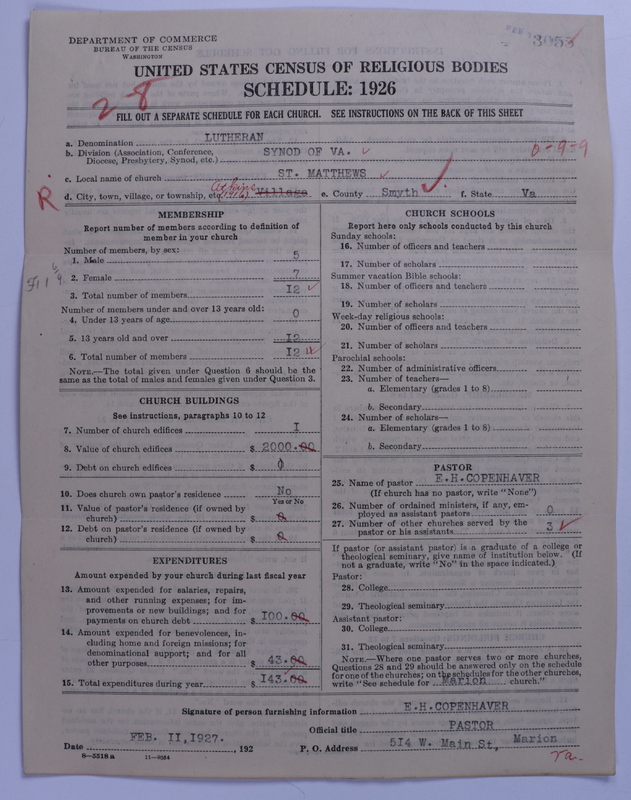 DEPARTMENT OF COMMERCE
BUREAU OF THE CENSUS
WASHINGTON
3055
UNITED STATES CENSUS OF RELIGIOUS BODIES
SCHEDULE: 1926
28
FILL OUT A SEPARATE SCHEDULE FOR EACH CHURCH. SEE INSTRUCTIONS ON THE BACK OF THIS SHEET
a. Denomination LUTHERAN
b. Division (Association, Conference, Diocese, Presbytery, Synod, etc.) SYNOD OF VA.
0-9-9
c. Local name of church ST. MATTHEWS
R.
d. City, town, village, or township, etc. Atkins Village e. County Smyth f. State Va
MEMBERSHIP
Report number of members according to definition of
member in your church
Number of members, by sex:
1. Male 5
2. Female 7
3. Total number of members 12
Number of members under and over 13 years old:
4. Under 13 years of age 0
5. 13 years old and over 12
6. Total number of members 12
NOTE.—The total given under Question 6 should be the
same as the total of males and females given under Question 3.
CHURCH BUILDINGS
See instructions, paragraphs 10 to 12
7. Number of church edifices I
8. Value of church edifices $ 2000.00
9. Debt on church edifices $ 0
10. Does church own pastor's residence No
Yes or No
11. Value of pastor's residence (if owned by
church) $ 0
12. Debt on pastor's residence (if owned by
church) $ 0
EXPENDITURES
Amount expended by your church during last fiscal year
13. Amount expended for salaries, repairs,
and other running expenses; for im-
provements or new buildings; and for
payments on church debt $ I00.00
14. Amount expended for benevolences, in-
cluding home and foreign missions; for
denominational support; and for all
other purposes $ 43.00
15. Total expenditures during year $ I43.00
CHURCH SCHOOLS
Report here only schools conducted by this church
Sunday schools:
16. Number of officers and teachers
17. Number of scholars
Summer vacation Bible schools:
18. Number of officers and teachers
19. Number of scholars
Week-day religious schools:
20. Number of officers and teachers
21. Number of scholars
Parochial schools:
22. Number of administrative officers
23. Number of teachers—
a. Elementary (grades 1 to 8)
b. Secondary
24. Number of scholars—
a. Elementary (grades 1 to 8)
b. Secondary
PASTOR
25. Name of pastor E.H.COPENHAVER
(If church has no pastor, write "None")
26. Number of ordained ministers, if any, em-
ployed as assistant pastors 0
27. Number of other churches served by the
pastor or his assistants 3
If pastor (or assistant pastor) is a graduate of a college or
theological seminary, give name of institution below. (If
not a graduate, write "No" in the space indicated.)
Pastor:
28. College
29. Theological seminary
Assistant pastor:
30. College
31. Theological seminary
NOTE.—Where one pastor serves two or more churches,
Questions 28 and 29 should be answered only on the schedule
for one of the churches; on the schedules for the other churches,
write "See schedule for Marion church."
Signature of person furnishing information E.H.COPENHAVER
Official title PASTOR
Date FEB. II,I927. , 192 P. O. Address 5I4 W. Main St, Marion
Va.
8—5518 a 11—9034